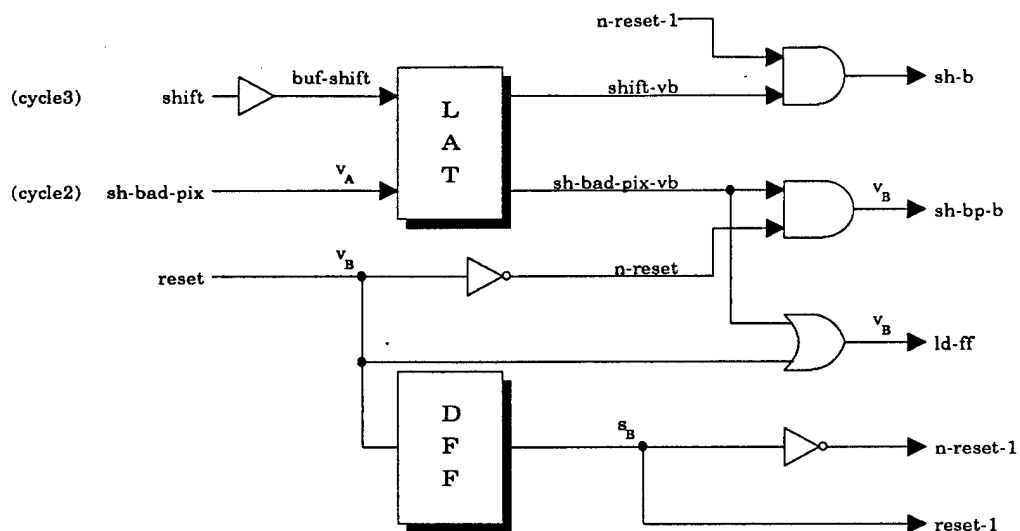 n-reset-1
sh-b
(cycle3) shift buf-shift
L
A
T
shift-vb
(cycle2) sh-bad-pix
v_A
sh-bad-pix-vb
v_B
sh-bp-b
reset
v_B
n-reset
v_B
ld-ff
D
F
F
s_B
n-reset-1
reset-1